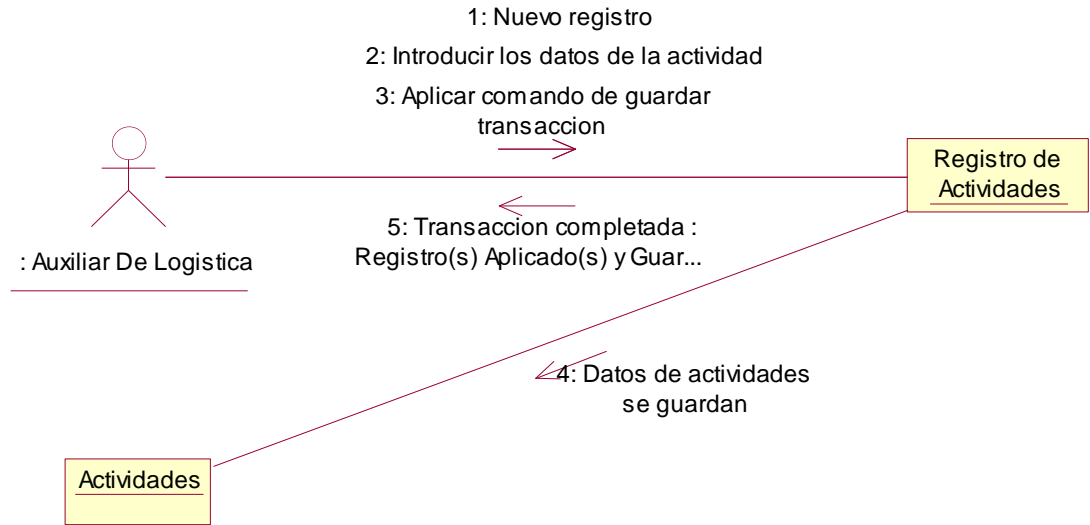 1: Nuevo registro
2: Introducir los datos de la actividad
3: Aplicar comando de guardar
transaccion
Registro de
Actividades
5: Transaccion completada :
Registro(s) Aplicado(s) y Guar...
: Auxiliar De Logistica
4: Datos de actividades
se guardan
Actividades